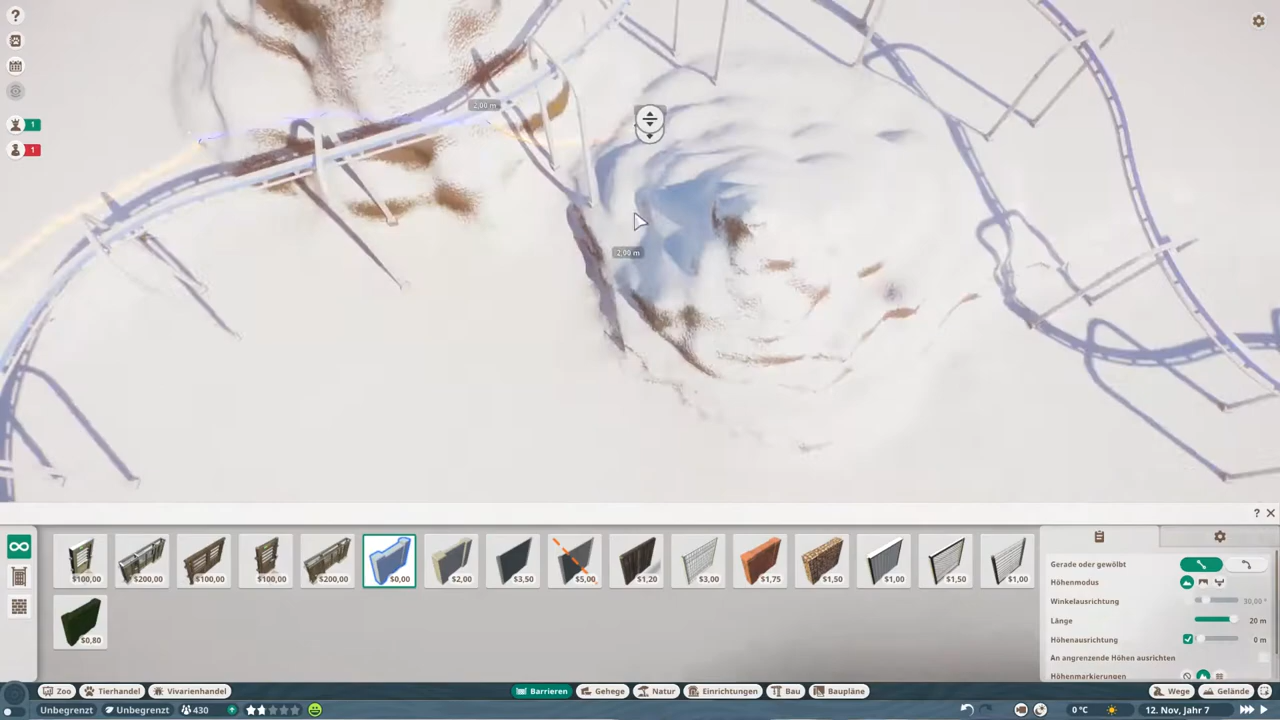 ?
1
2,00 m
1
2,00 m
?
$100,00 $200,00 $100,00 $100,00 $200,00 $0,00 $2,00 $3,50 $5,00 $1,20 $3,00 $1,75 $1,50 $1,00 $1,50 $1,00
$0,80
Gerade oder gewölbt
Höhenmodus
Winkelausrichtung 30,00 °
Länge 20 m
Höhenausrichtung 0 m
An angrenzende Höhen ausrichten
Höhenmarkierungen
Zoo Tierhandel Vivarienhandel Barrieren Gehege Natur Einrichtungen Bau Baupläne Wege Gelände
Unbegrenzt Unbegrenzt 430 0 °C 12. Nov, Jahr 7